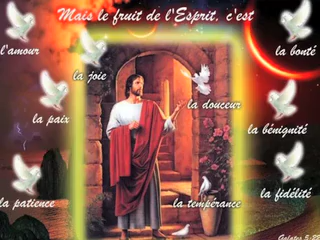 Mais le fruit de l'Esprit, c'est
l'amour
la bonté
la joie
la douceur
la paix
la bénignité
la patience
la tempérance
la fidélité
Galates 5:22